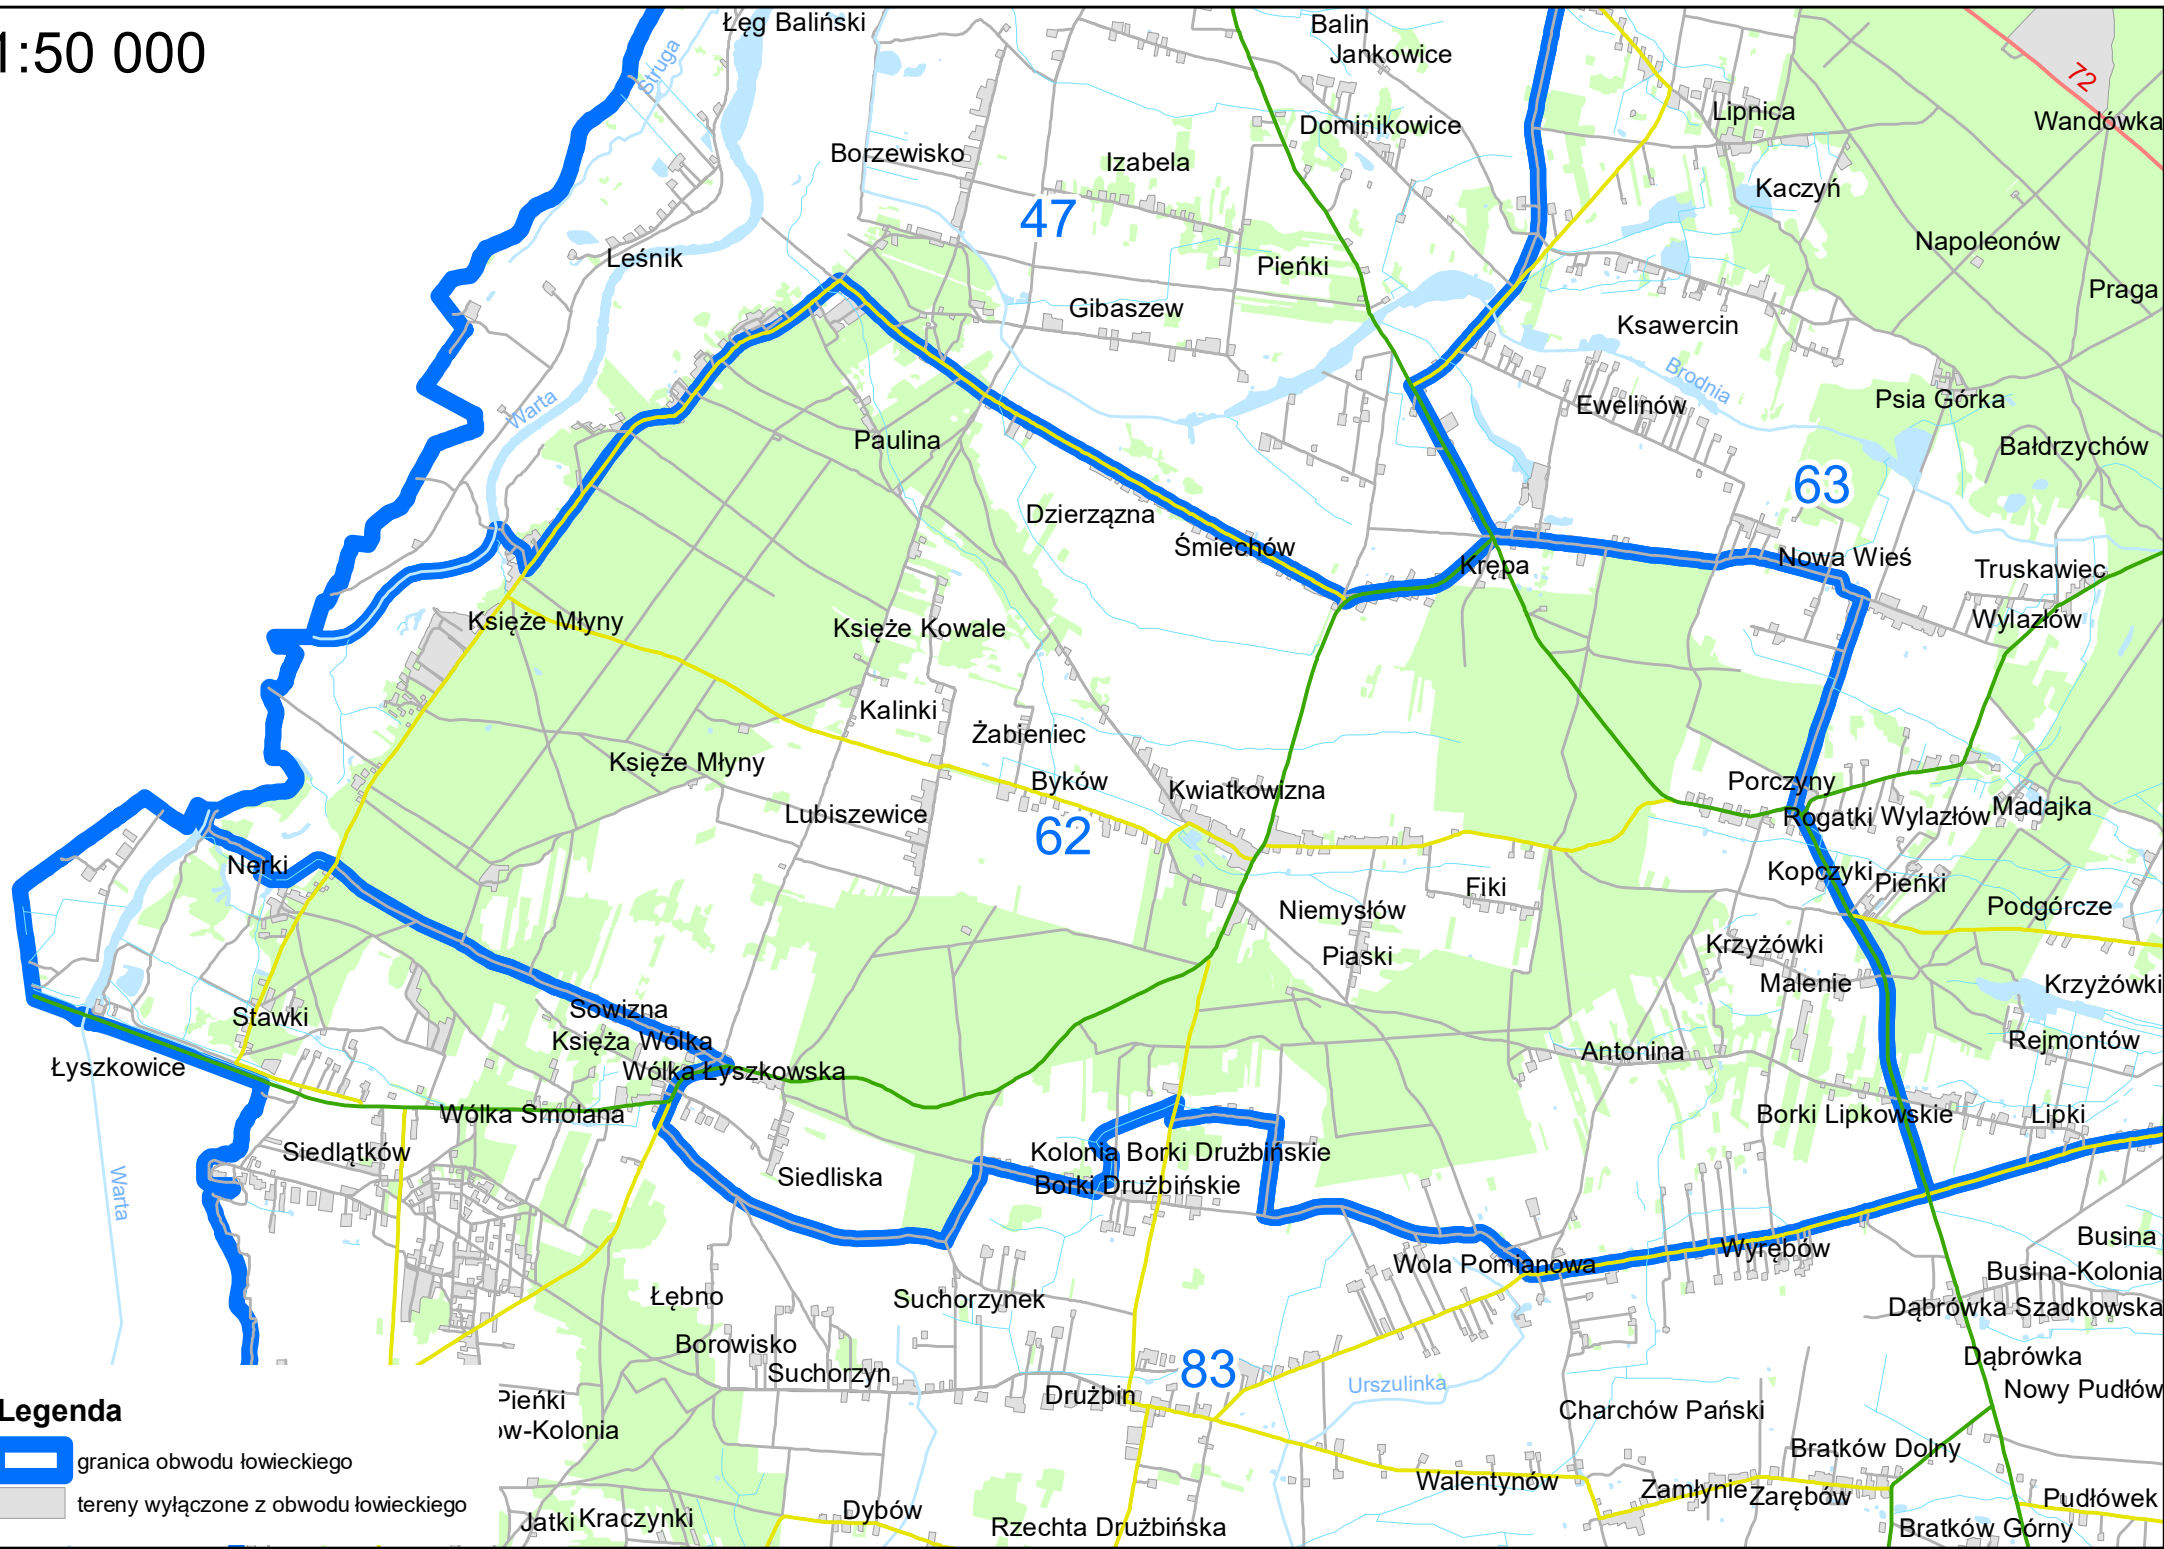 1:50 000
Łęg Baliński
Balin
Jankowice
Struga
72
Lipnica
Wandówka
Dominikowice
Borzewisko
Izabela
Kaczyń
47
Napoleonów
Leśnik
Pieńki
Praga
Gibaszew
Ksawercin
Brodnia
Warta
Psia Górka
Ewelinów
Paulina
Bałdrzychów
63
Dzierzązna
Śmiechów
Krępa
Nowa Wieś
Truskawiec
Księże Młyny
Księże Kowale
Wylazłów
Kalinki
Żabieniec
Księże Młyny
Byków
Kwiatkowizna
Porczyny
Lubiszewice
Rogatki
Wylazłów
Madajka
62
Nerki
Kopczyki
Pieńki
Fiki
Niemysłów
Podgórcze
Krzyżówki
Piaski
Malenie
Krzyżówki
Sowizna
Stawki
Księża Wólka
Rejmontów
Antonina
Łyszkowice
Wólka Łyszkowska
Wólka Smolana
Borki Lipkowskie
Lipki
Siedlątków
Kolonia Borki Drużbińskie
Siedliska
Borki Drużbińskie
Warta
Busina
Wyrębów
Wola Pomianowa
Busina-Kolonia
Łębno
Suchorzynek
Dąbrówka Szadkowska
Borowisko
Dąbrówka
Suchorzyn
83
Urszulinka
Nowy Pudłów
Drużbin
Pieńki
ow-Kolonia
Charchów Pański
Legenda
Bratków Dolny
granica obwodu łowieckiego
Walentynów
Zamłynie
Zarębów
Pudłówek
tereny wyłączone z obwodu łowieckiego
Jatki
Kraczynki
Dybów
Rzechta Drużbińska
Bratków Górny